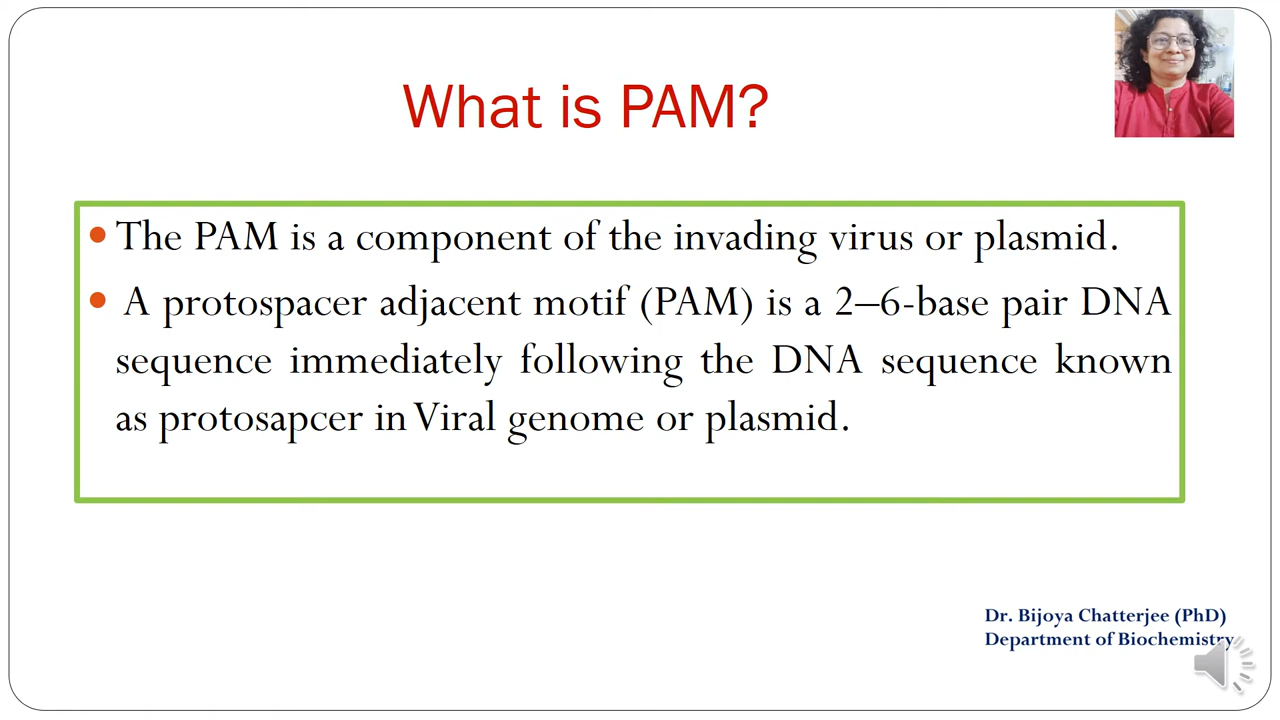 What is PAM?
• The PAM is a component of the invading virus or plasmid.
• A protospacer adjacent motif (PAM) is a 2–6-base pair DNA
sequence immediately following the DNA sequence known
as protosapcer in Viral genome or plasmid.
Dr. Bijoya Chatterjee (PhD)
Department of Biochemistry